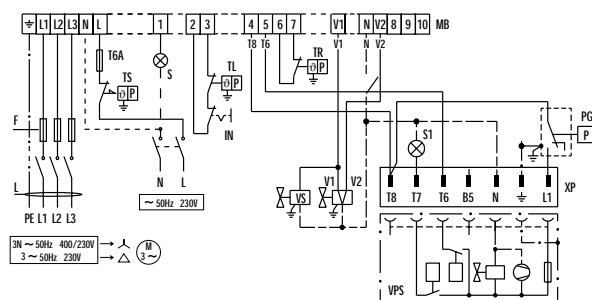 L1 L2 L3 N L 1 2 3 4 5 6 7 V1 N V2 8 9 10 MB
T8 T6 V1 N V2
T6A
S
TL
TR
ϑ P
ϑ P
TS
ϑ P
F
IN
S1
PG
P
N L
L
~ 50Hz 230V
VS
V1 V2
T8 T7 T6 B5 N L1
XP
PE L1 L2 L3
3N ~ 50Hz 400/230V
3 ~ 50Hz 230V
M
3 ~
VPS